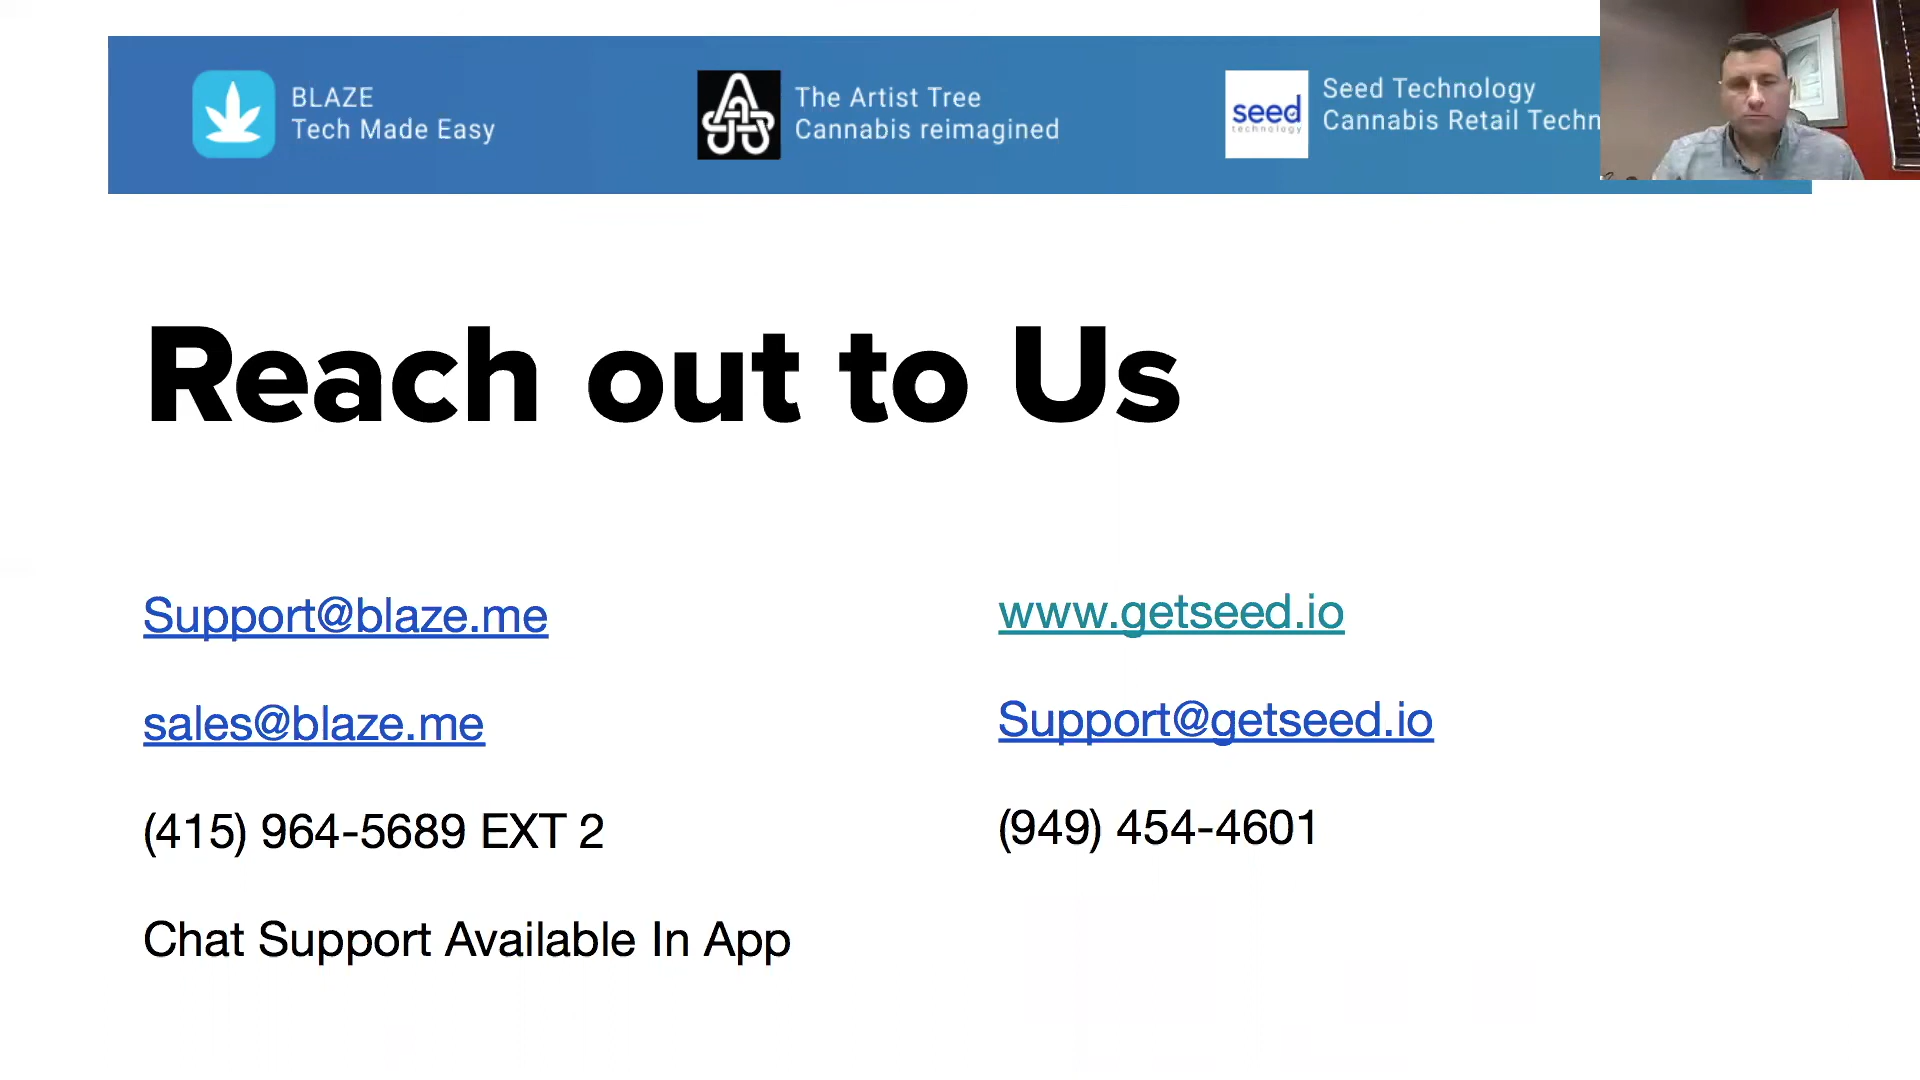 BLAZE
Tech Made Easy
The Artist Tree
Cannabis reimagined
seed
technology
Seed Technology
Cannabis Retail Techn
Reach out to Us
Support@blaze.me
sales@blaze.me
(415) 964-5689 EXT 2
Chat Support Available In App
www.getseed.io
Support@getseed.io
(949) 454-4601